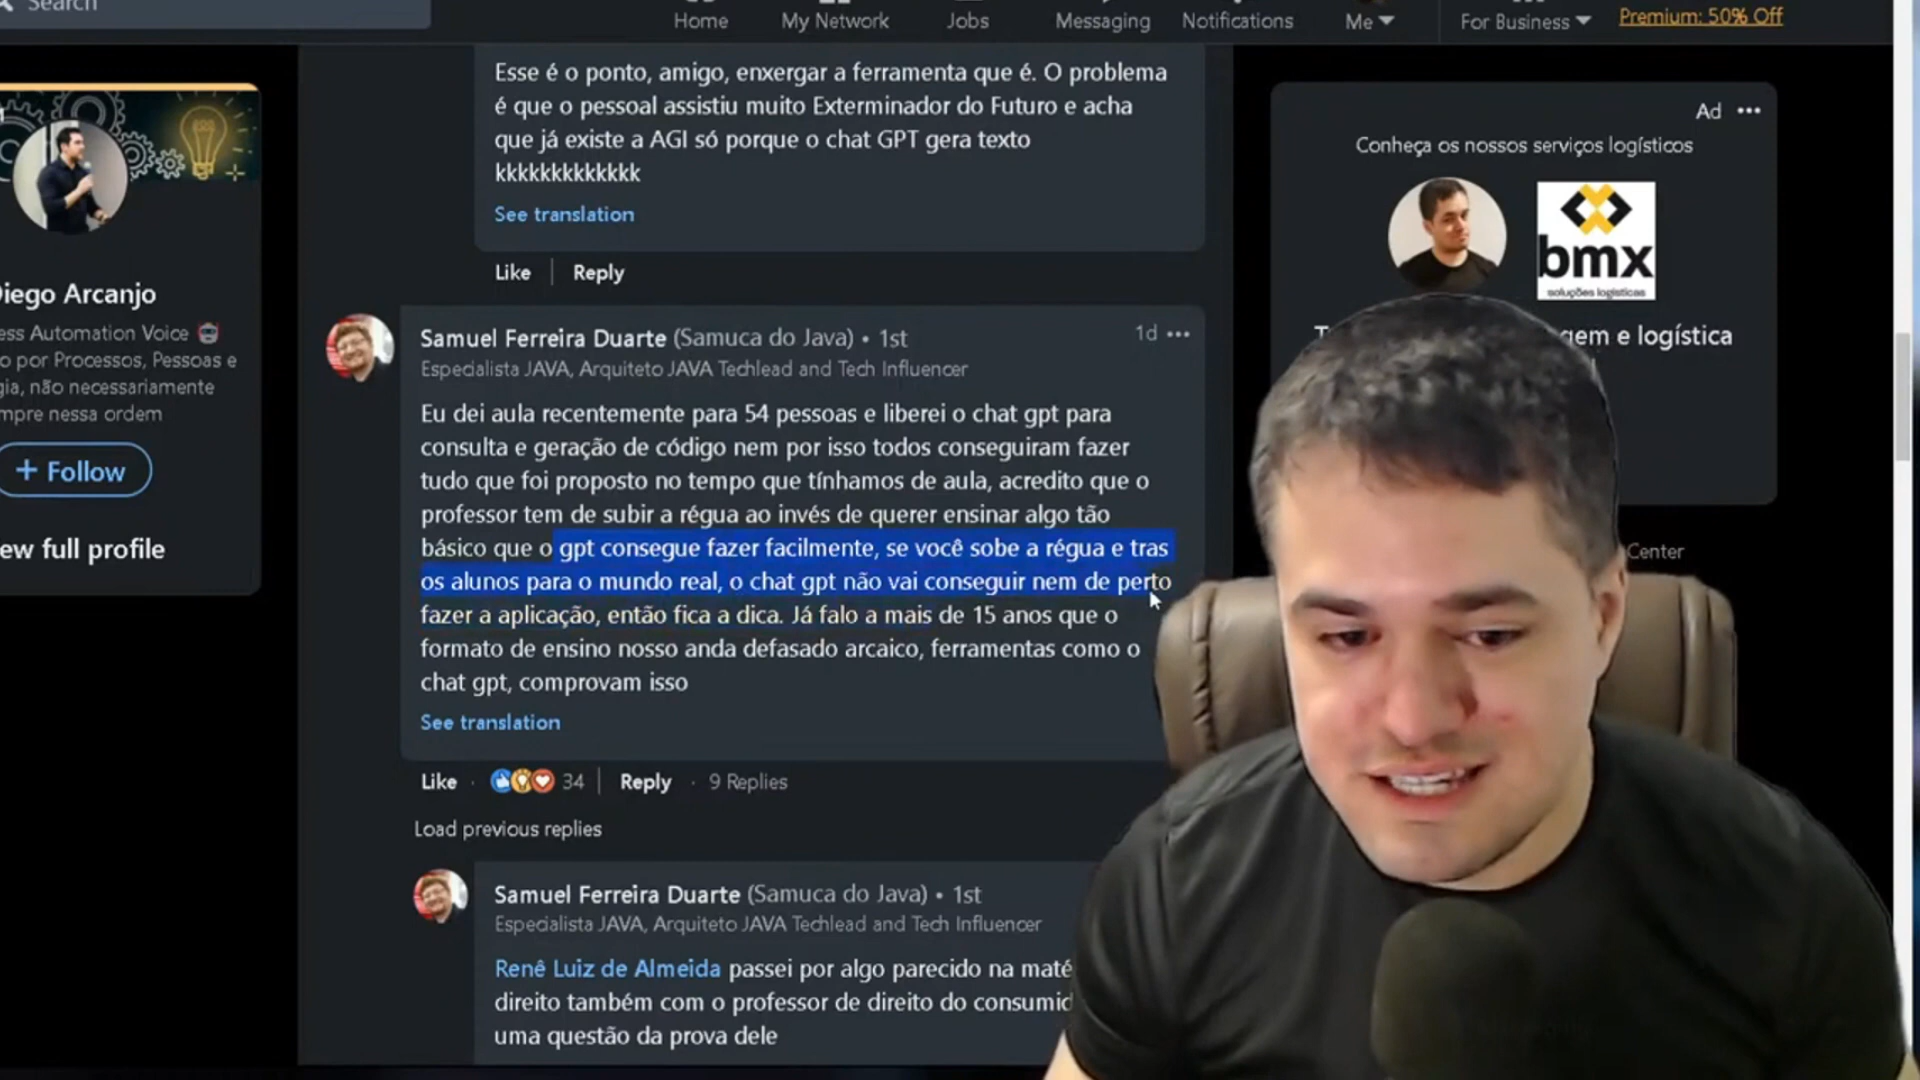 Search
Home
My Network
Jobs
Messaging
Notifications
Me
For Business
Premium: 50% Off
Diego Arcanjo
ess Automation Voice
o por Processos, Pessoas e
gia, não necessariamente
mpre nessa ordem
+ Follow
ew full profile
Esse é o ponto, amigo, enxergar a ferramenta que é. O problema
é que o pessoal assistiu muito Exterminador do Futuro e acha
que já existe a AGI só porque o chat GPT gera texto
kkkkkkkkkkkkk
See translation
Like
Reply
Samuel Ferreira Duarte (Samuca do Java) • 1st
1d •••
Especialista JAVA, Arquiteto JAVA Techlead and Tech Influencer
Eu dei aula recentemente para 54 pessoas e liberei o chat gpt para
consulta e geração de código nem por isso todos conseguiram fazer
tudo que foi proposto no tempo que tínhamos de aula, acredito que o
professor tem de subir a régua ao invés de querer ensinar algo tão
básico que o gpt consegue fazer facilmente, se você sobe a régua e tras
os alunos para o mundo real, o chat gpt não vai conseguir nem de perto
fazer a aplicação, então fica a dica. Já falo a mais de 15 anos que o
formato de ensino nosso anda defasado arcaico, ferramentas como o
chat gpt, comprovam isso
See translation
Like · 34
Reply · 9 Replies
Load previous replies
Samuel Ferreira Duarte (Samuca do Java) • 1st
Especialista JAVA, Arquiteto JAVA Techlead and Tech Influencer
Renê Luiz de Almeida passei por algo parecido na maté
direito também com o professor de direito do consumid
uma questão da prova dele
Ad •••
Conheça os nossos serviços logísticos
bmx
soluções logísticas
gem e logística
Center